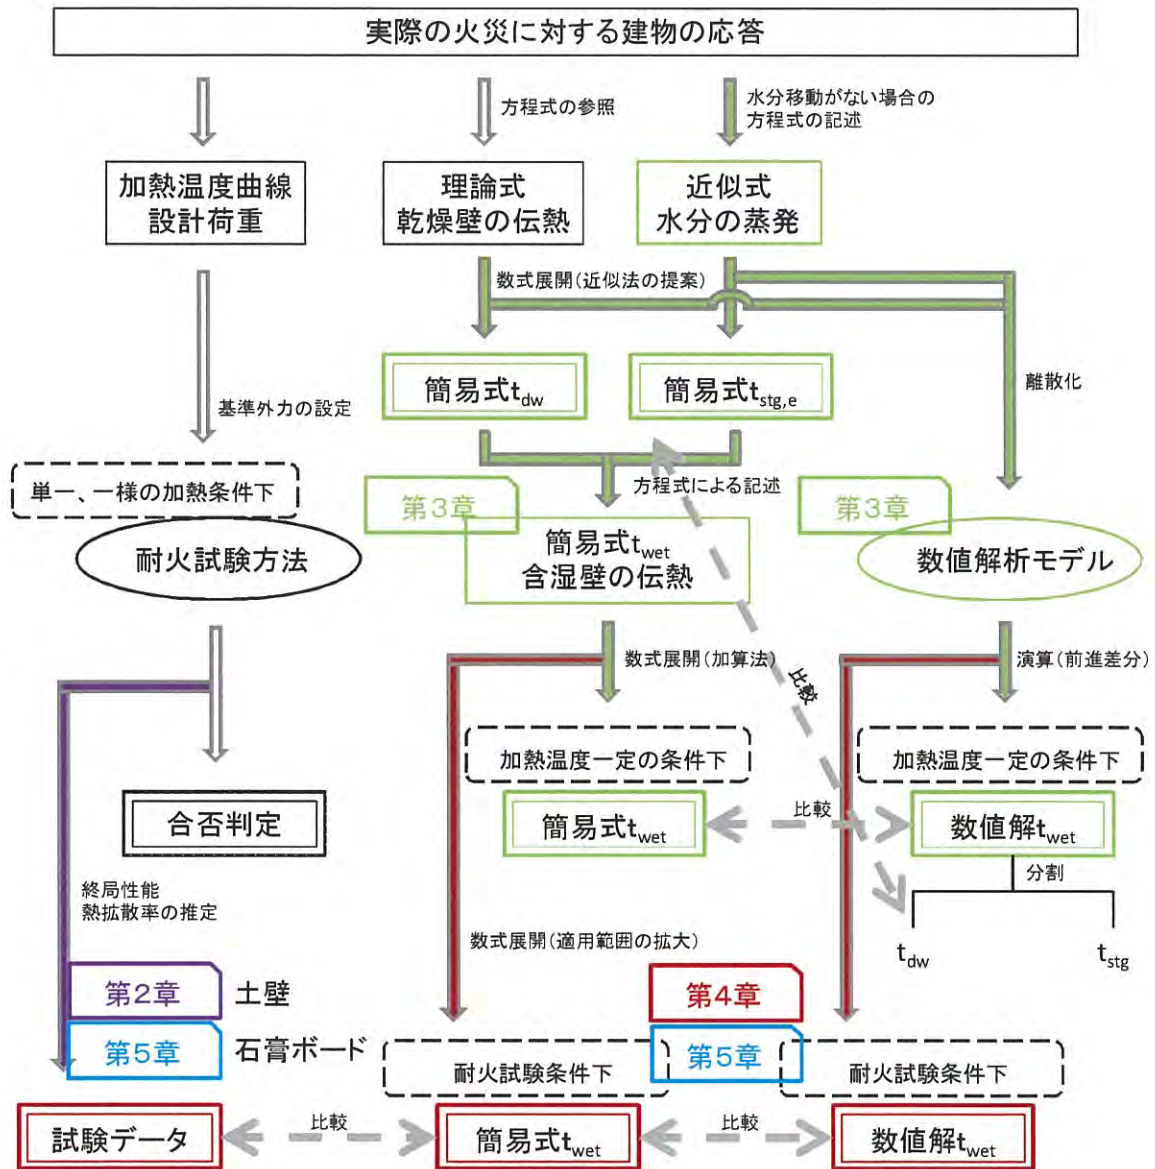 実際の火災に対する建物の応答
方程式の参照
水分移動がない場合の
方程式の記述
加熱温度曲線
設計荷重
理論式
乾燥壁の伝熱
近似式
水分の蒸発
数式展開(近似法の提案)
簡易式tdw
簡易式tstg,e
離散化
基準外力の設定
単一、一様の加熱条件下
耐火試験方法
第3章
方程式による記述
簡易式twet
含湿壁の伝熱
第3章
数値解析モデル
数式展開(加算法)
演算(前進差分)
比較
加熱温度一定の条件下
加熱温度一定の条件下
合否判定
簡易式twet
比較
数値解twet
分割
終局性能
熱拡散率の推定
数式展開(適用範囲の拡大)
tdw
tstg
第2章
土壁
第4章
第5章
石膏ボード
第5章
耐火試験条件下
耐火試験条件下
試験データ
比較
簡易式twet
比較
数値解twet